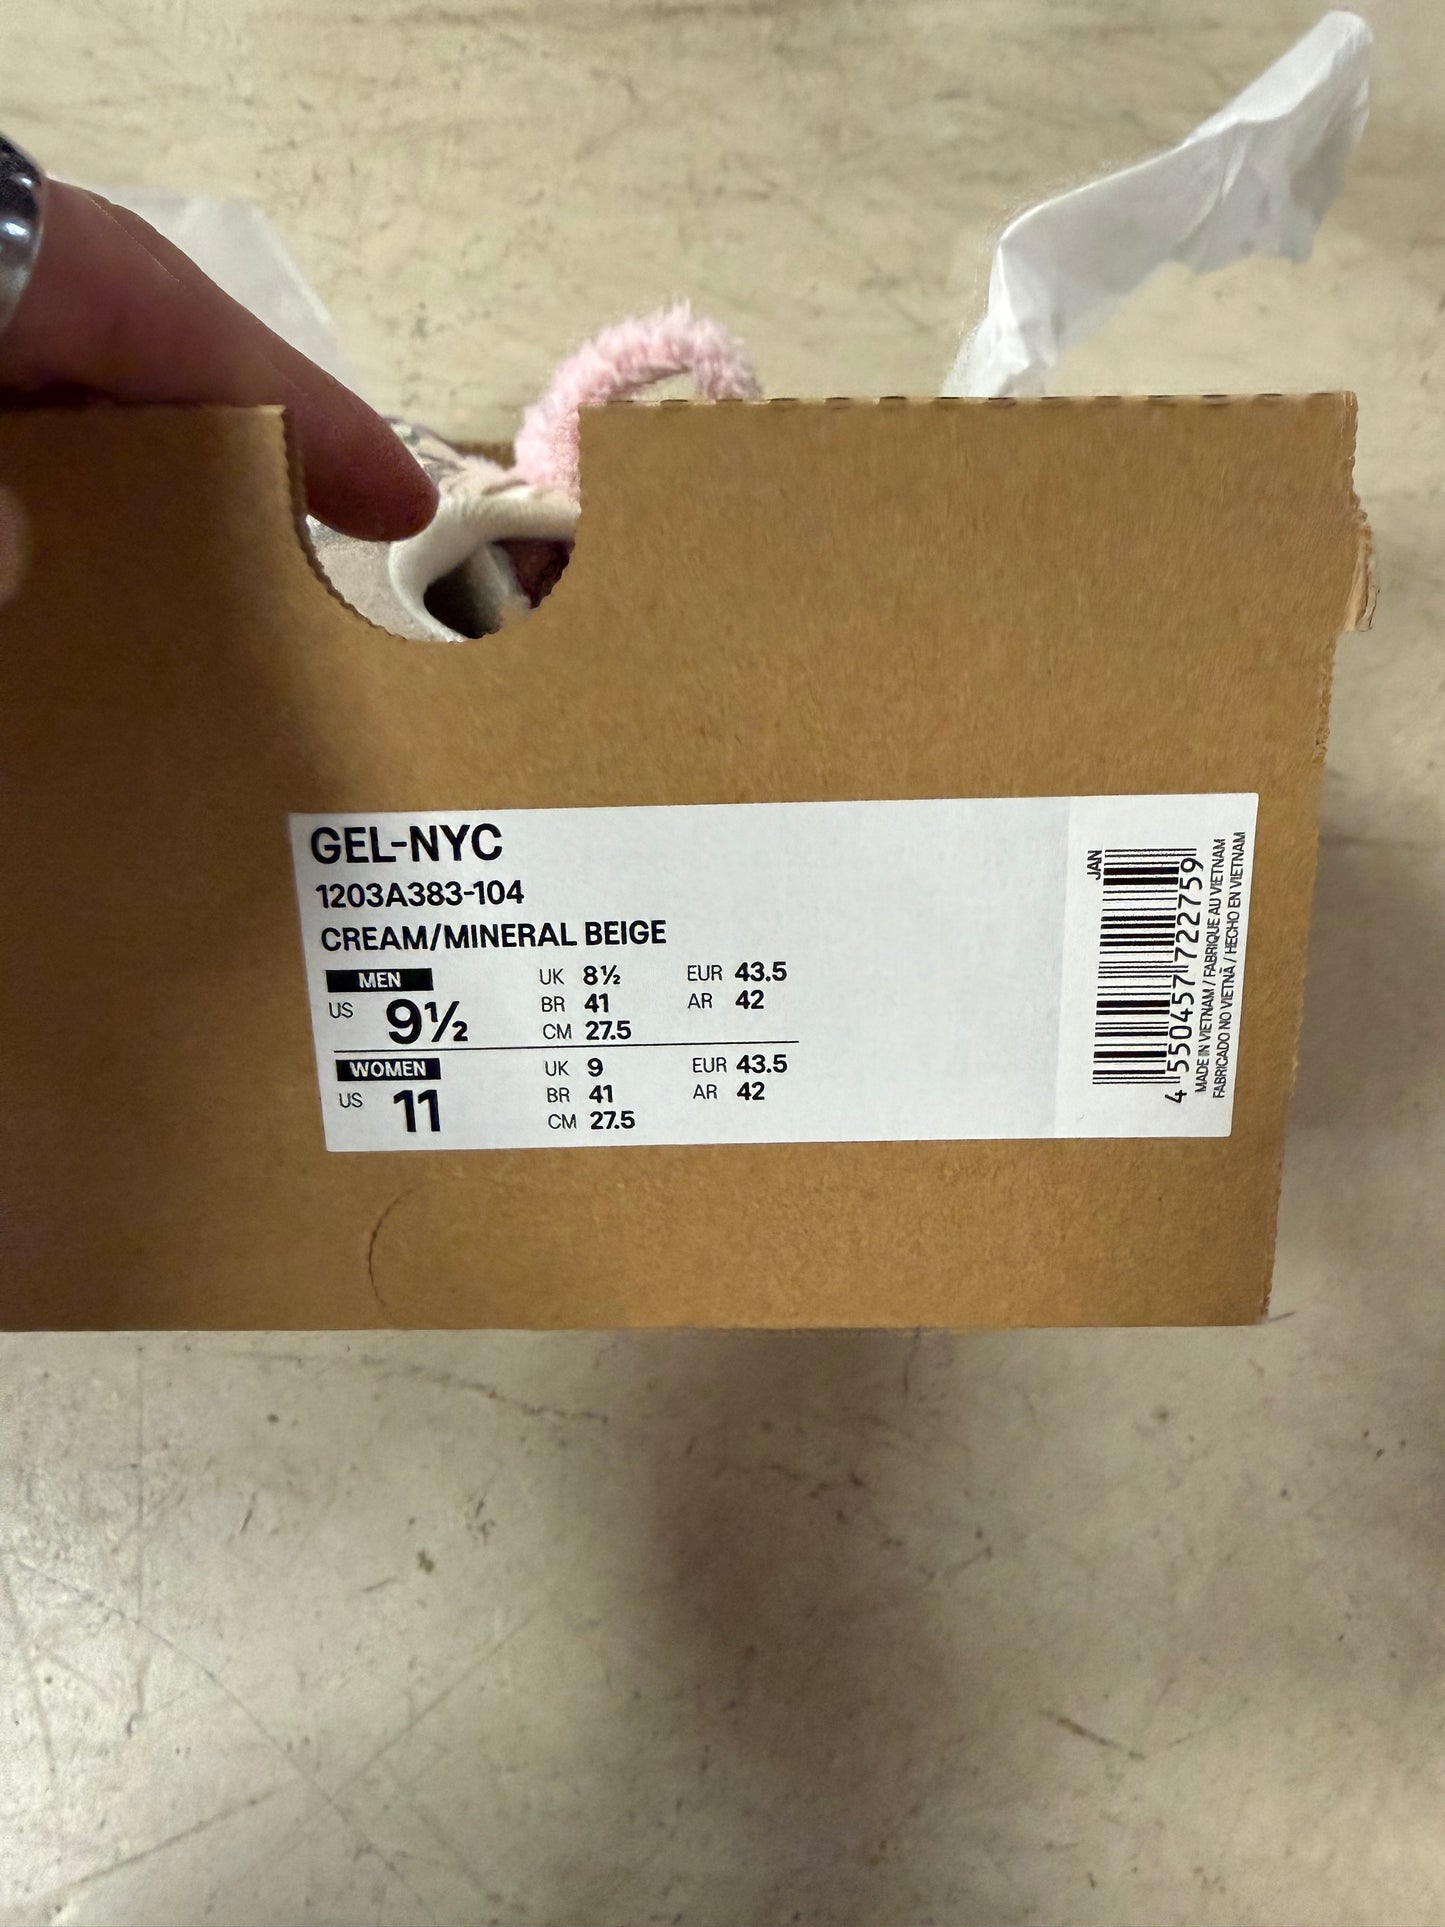 GEL-NYC
1203A383-104
CREAM/MINERAL BEIGE
MEN
US 9½
UK 8½ EUR 43.5
BR 41 AR 42
CM 27.5
WOMEN
US 11
UK 9 EUR 43.5
BR 41 AR 42
CM 27.5
JAN
4 550457 722759
MADE IN VIETNAM / FABRIQUÉ AU VIETNAM
FABRICADO NO VIETNÃ / HECHO EN VIETNAM